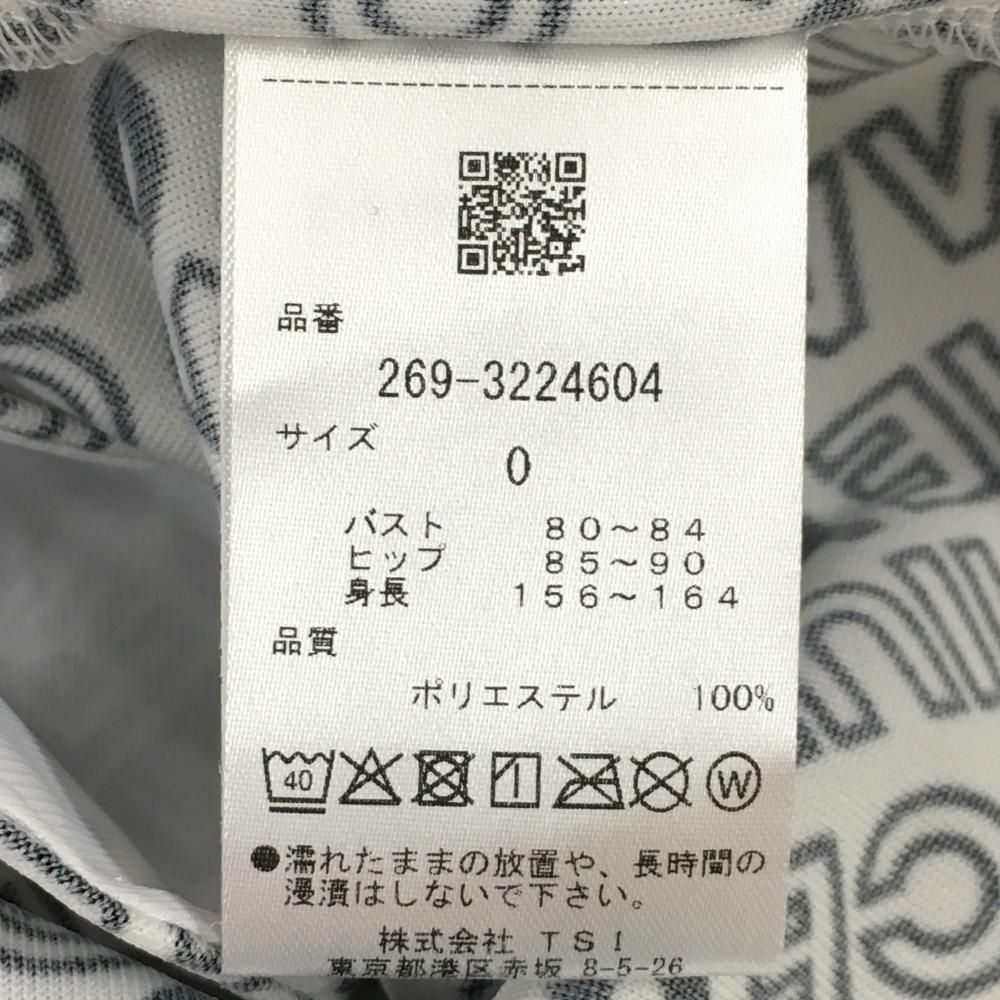 品番
269-3224604
サイズ
0
バスト 80～84
ヒップ 85～90
身長 156～164
品質
ポリエステル 100%
40
W
●濡れたままの放置や、長時間の
浸漬はしないで下さい。
株式会社 TSI
東京都港区赤坂 8-5-26